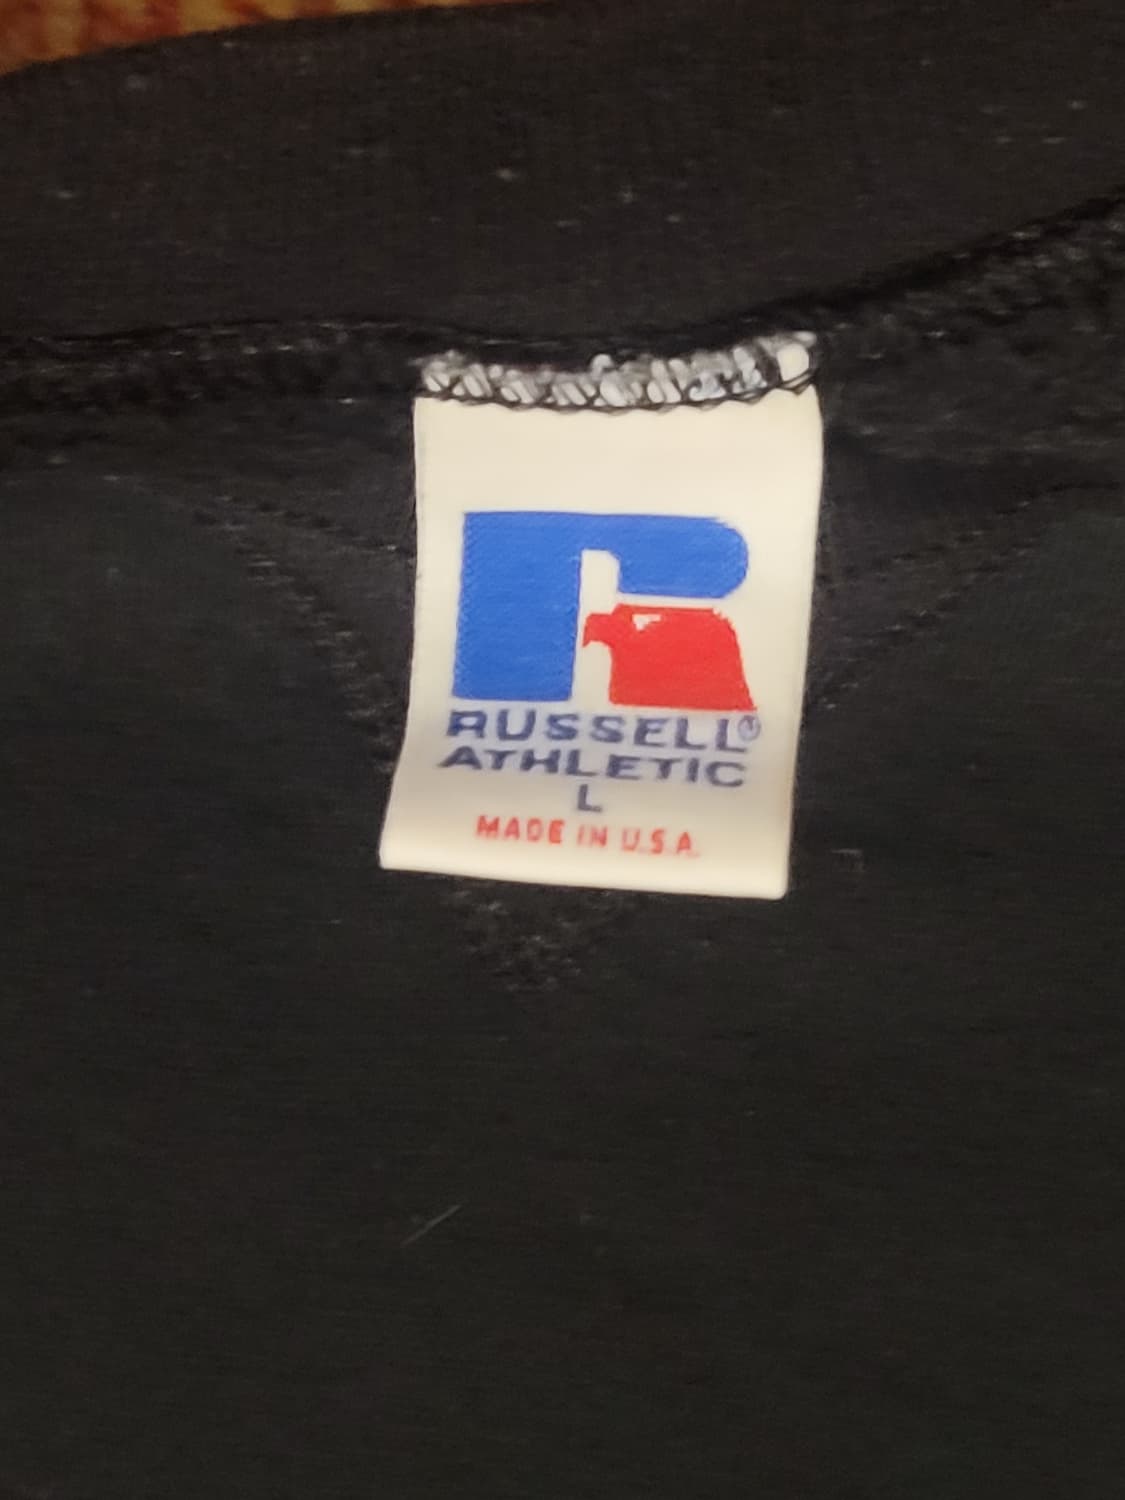 R
RUSSELL®
ATHLETIC
L
MADE IN U.S.A.